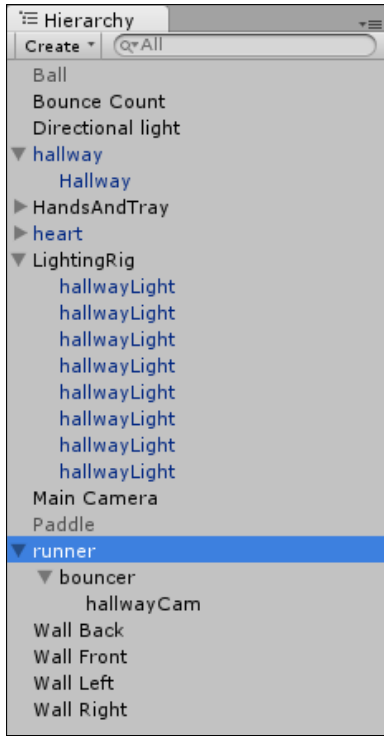 Hierarchy
Create All
Ball
Bounce Count
Directional light
hallway
Hallway
HandsAndTray
heart
LightingRig
hallwayLight
hallwayLight
hallwayLight
hallwayLight
hallwayLight
hallwayLight
hallwayLight
hallwayLight
Main Camera
Paddle
runner
bouncer
hallwayCam
Wall Back
Wall Front
Wall Left
Wall Right